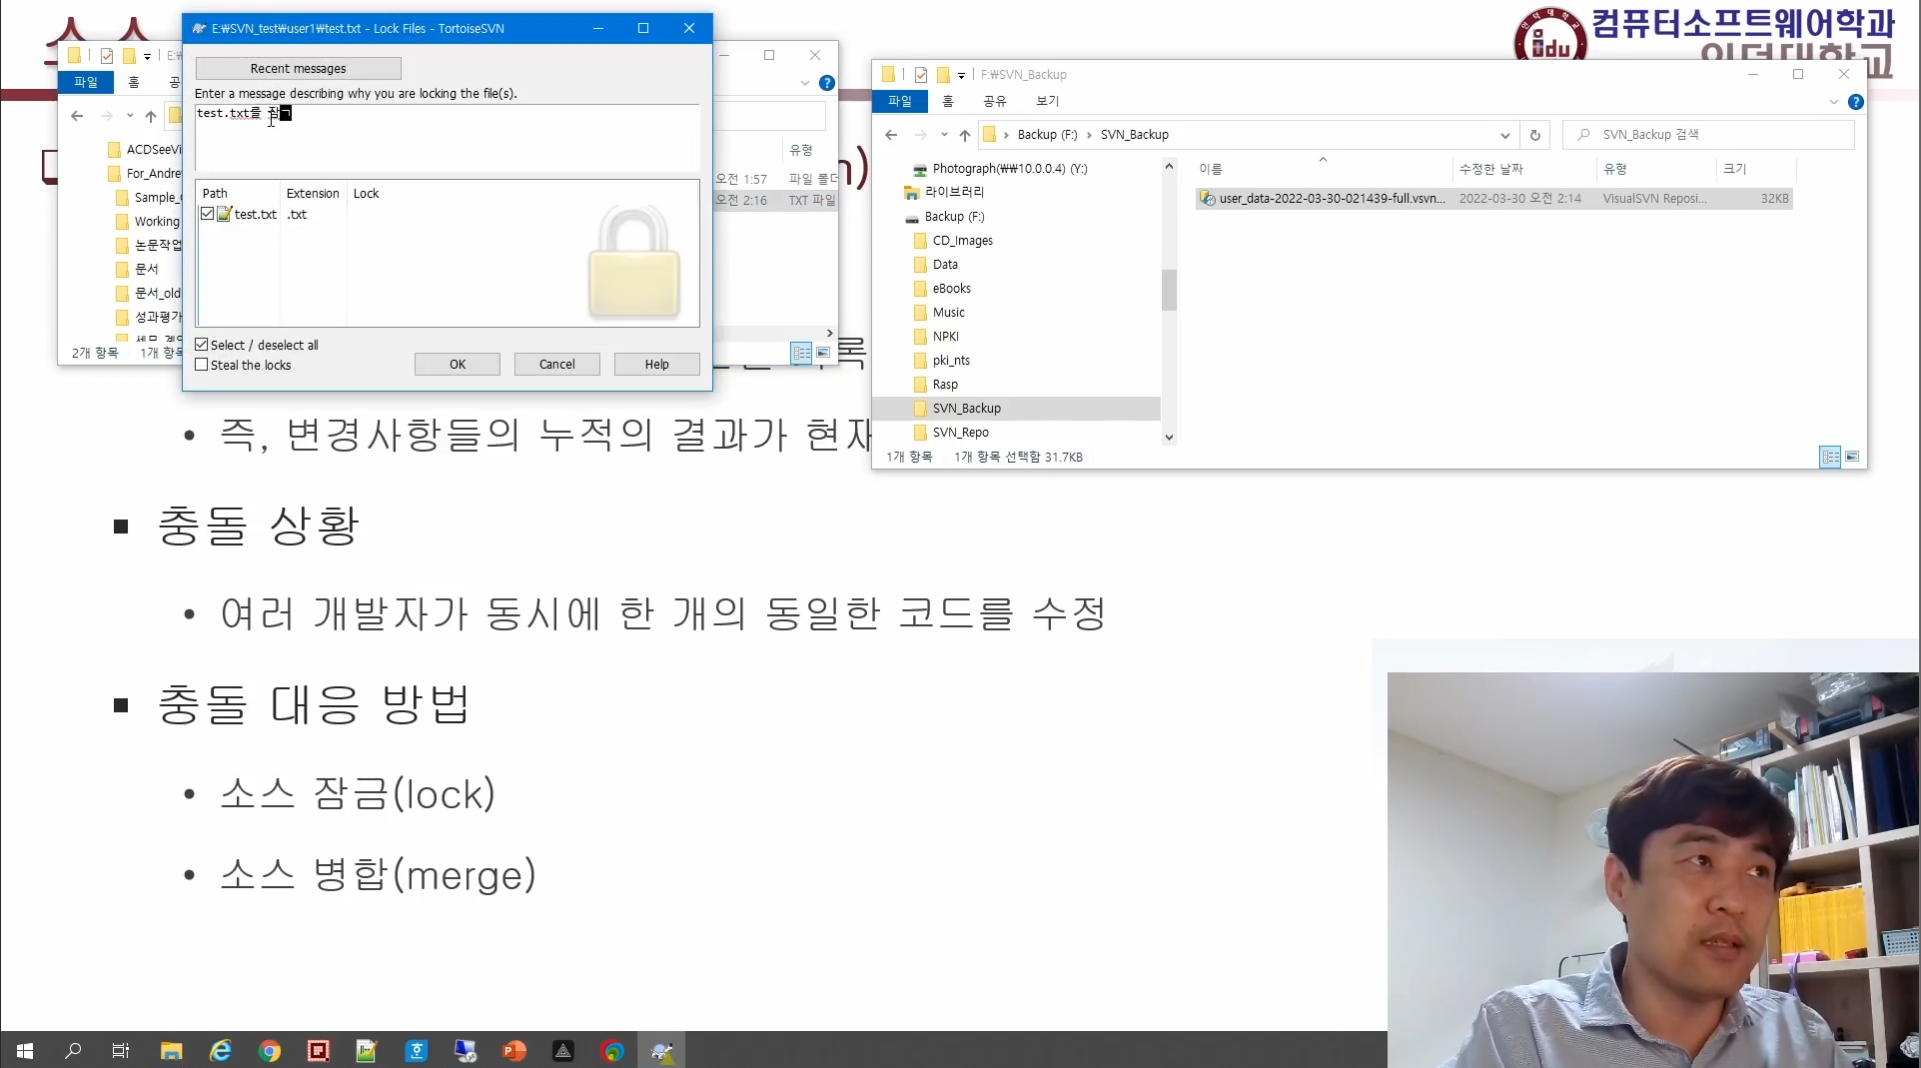 E:₩SVN_test₩user1₩test.txt - Lock Files - TortoiseSVN
Recent messages
Enter a message describing why you are locking the file(s).
test.txt를 잠ㄱ
Path Extension Lock
test.txt .txt
Select / deselect all
Steal the locks
OK Cancel Help
파일 홈
ACDSeeVi
For_Andre
Sample_
Working
논문작업
문서
문서_old
성과평가
2개 항목
유형
오전 1:57 파일 폴더
오전 2:16 TXT 파일
컴퓨터소프트웨어학과
인덕대학교
idu
F:₩SVN_Backup
파일 홈 공유 보기
Backup (F:) SVN_Backup
SVN_Backup 검색
Photograph(₩₩10.0.0.4) (Y:)
라이브러리
Backup (F:)
CD_Images
Data
eBooks
Music
NPKI
pki_nts
Rasp
SVN_Backup
SVN_Repo
이름 수정한 날짜 유형 크기
user_data-2022-03-30-021439-full.vsvn... 2022-03-30 오전 2:14 VisualSVN Reposi... 32KB
1개 항목 1개 항목 선택함 31.7KB
• 즉, 변경사항들의 누적의 결과가 현재
▪ 충돌 상황
• 여러 개발자가 동시에 한 개의 동일한 코드를 수정
▪ 충돌 대응 방법
• 소스 잠금(lock)
• 소스 병합(merge)